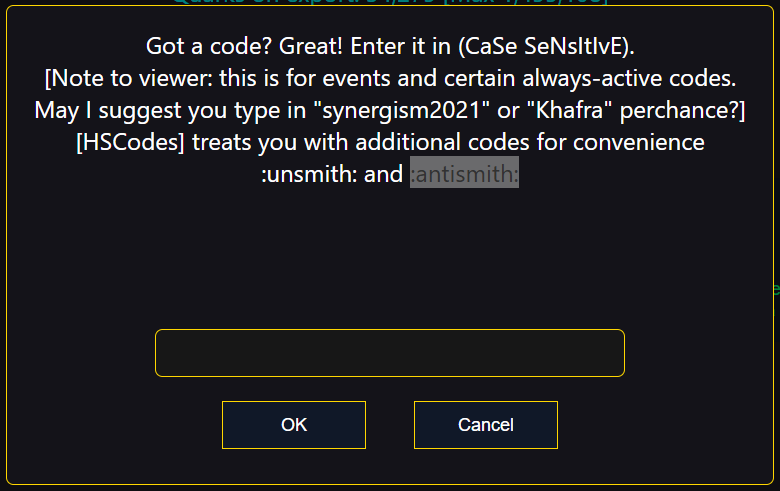 Got a code? Great! Enter it in (CaSe SeNsItIvE).
[Note to viewer: this is for events and certain always-active codes.
May I suggest you type in "synergism2021" or "Khafra" perchance?]
[HSCodes] treats you with additional codes for convenience
:unsmith: and :antismith:
OK
Cancel